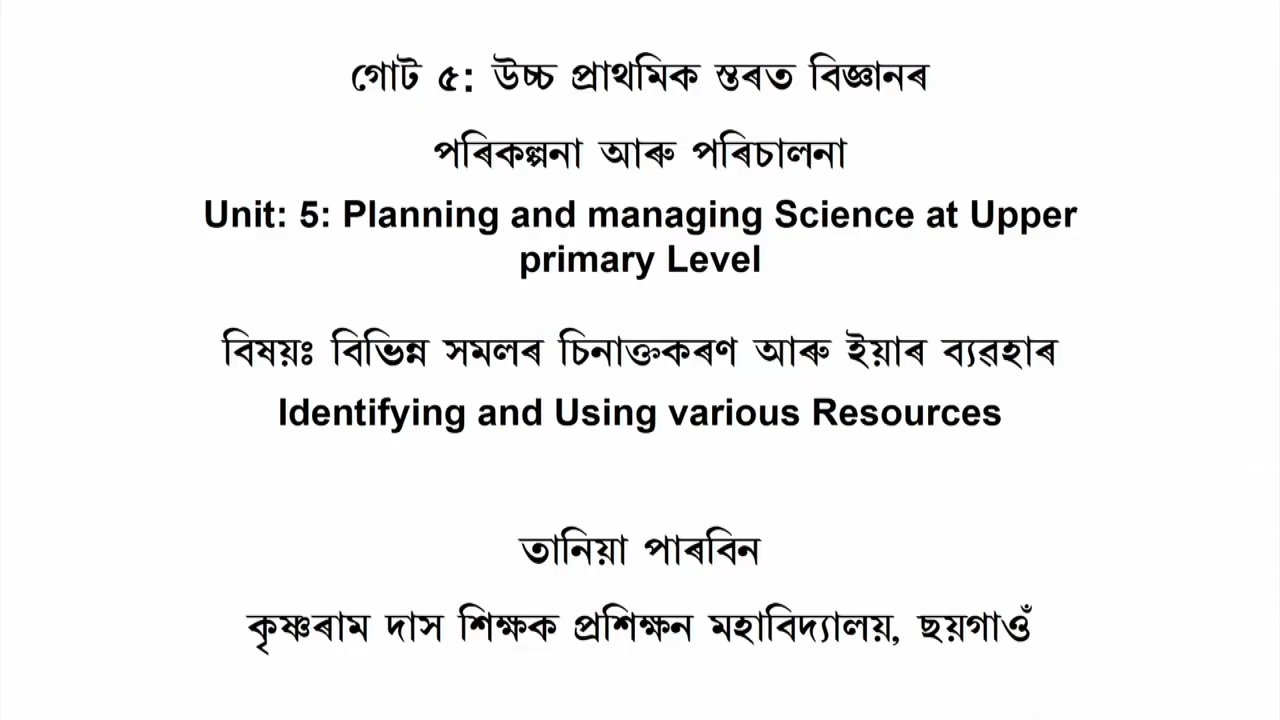 গোট ৫: উচ্চ প্ৰাথমিক স্তৰত বিজ্ঞানৰ
পৰিকল্পনা আৰু পৰিচালনা
Unit: 5: Planning and managing Science at Upper
primary Level
বিষয়ঃ বিভিন্ন সমলৰ চিনাক্তকৰণ আৰু ইয়াৰ ব্যৱহাৰ
Identifying and Using various Resources
তানিয়া পাৰবিন
কৃষ্ণৰাম দাস শিক্ষক প্ৰশিক্ষন মহাবিদ্যালয়, ছয়গাওঁ